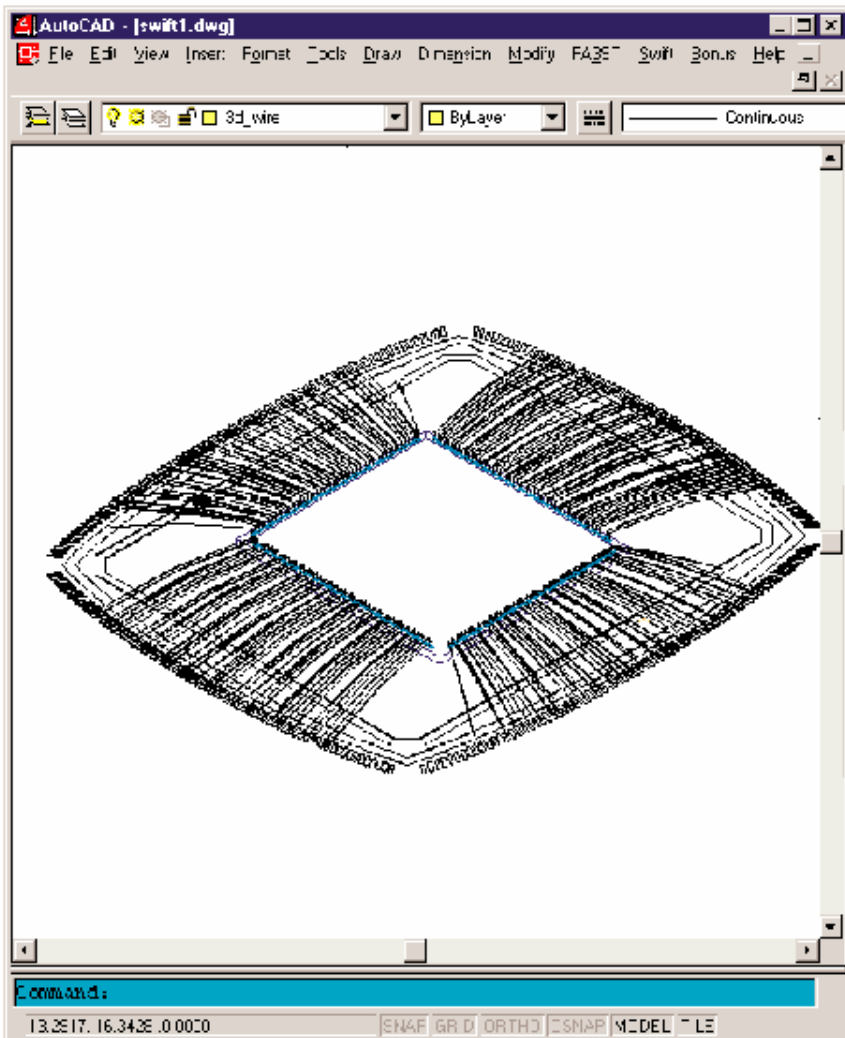 AutoCAD - [swift1.dwg]
File Edit View Insert Format Tools Draw Dimension Modify Swift Bonus Help
3d_wire ByLayer Continuous
Command:
SNAP GRID ORTHO OSNAP MODEL TILE